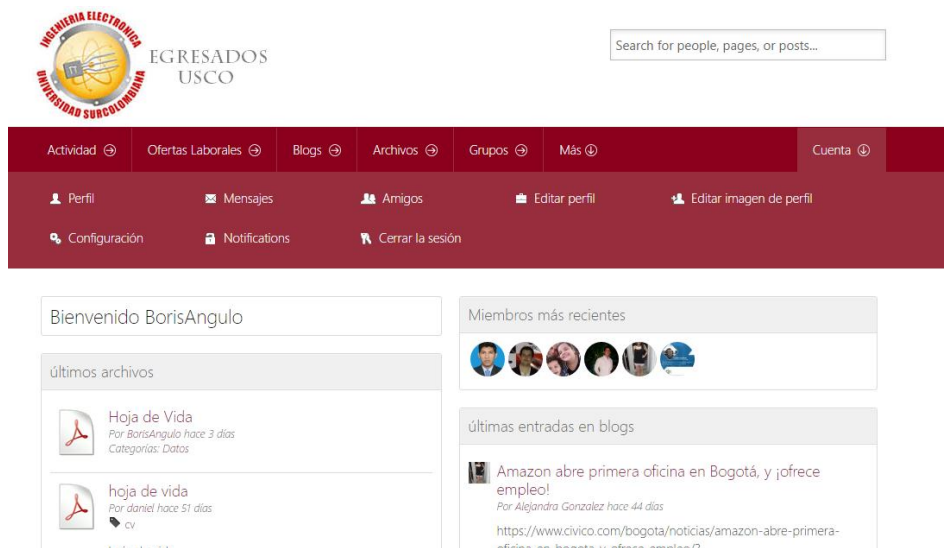 INGENIERIA ELECTRONICA
UNIVERSIDAD SURCOLOMBIANA
EGRESADOS
USCO
Search for people, pages, or posts...
Actividad
Ofertas Laborales
Blogs
Archivos
Grupos
Más
Cuenta
Perfil
Mensajes
Amigos
Editar perfil
Editar imagen de perfil
Configuración
Notifications
Cerrar la sesión
Bienvenido BorisAngulo
últimos archivos
Hoja de Vida
Por BorisAngulo hace 3 días
Categorías: Datos
hoja de vida
Por daniel hace 51 días
cv
Miembros más recientes
últimas entradas en blogs
Amazon abre primera oficina en Bogotá, y ¡ofrece
empleo!
Por Alejandra Gonzalez hace 44 días
https://www.civico.com/bogota/noticias/amazon-abre-primera-